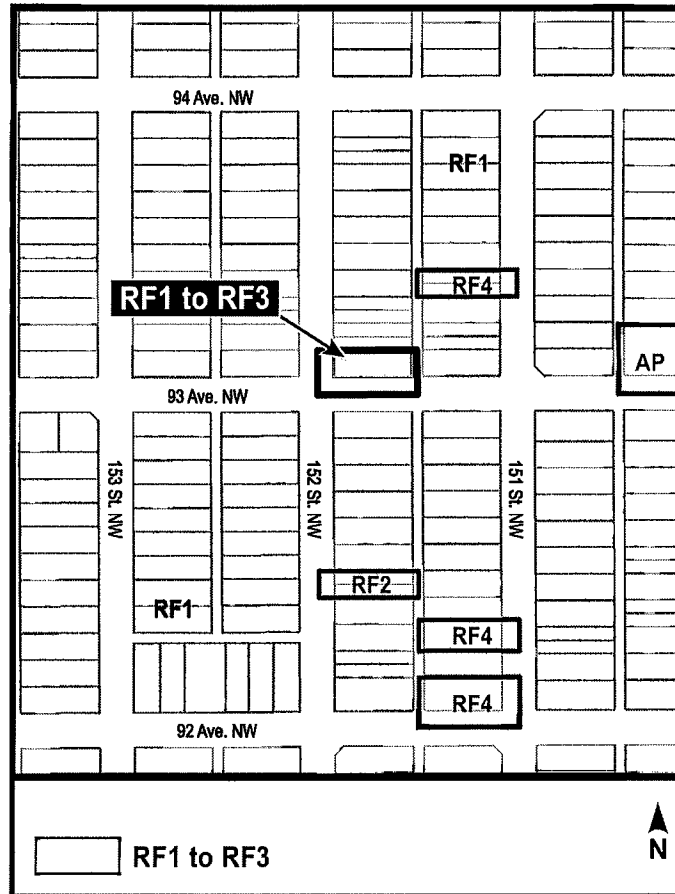 94 Ave. NW
RF1
RF4
RF1 to RF3
AP
93 Ave. NW
153 St. NW
152 St. NW
151 St. NW
RF2
RF1
RF4
RF4
92 Ave. NW
RF1 to RF3
N